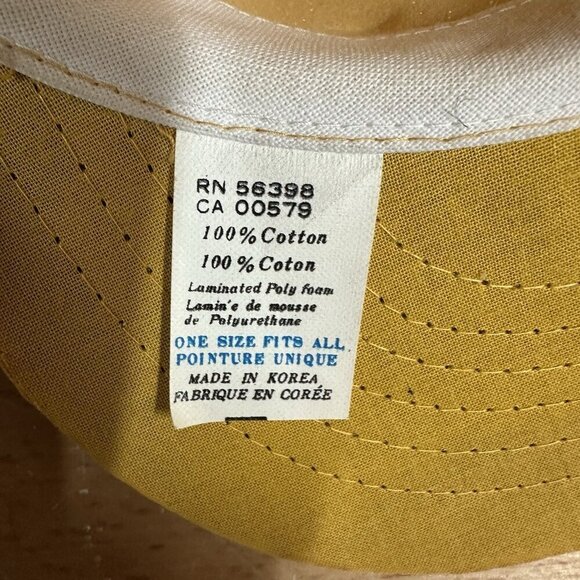 RN 56398
CA 00579
100% Cotton
100% Coton
Laminated Poly foam
Lamin'e de mousse
de Polyurethane
ONE SIZE FITS ALL
POINTURE UNIQUE
MADE IN KOREA
FABRIQUE EN CORÉE